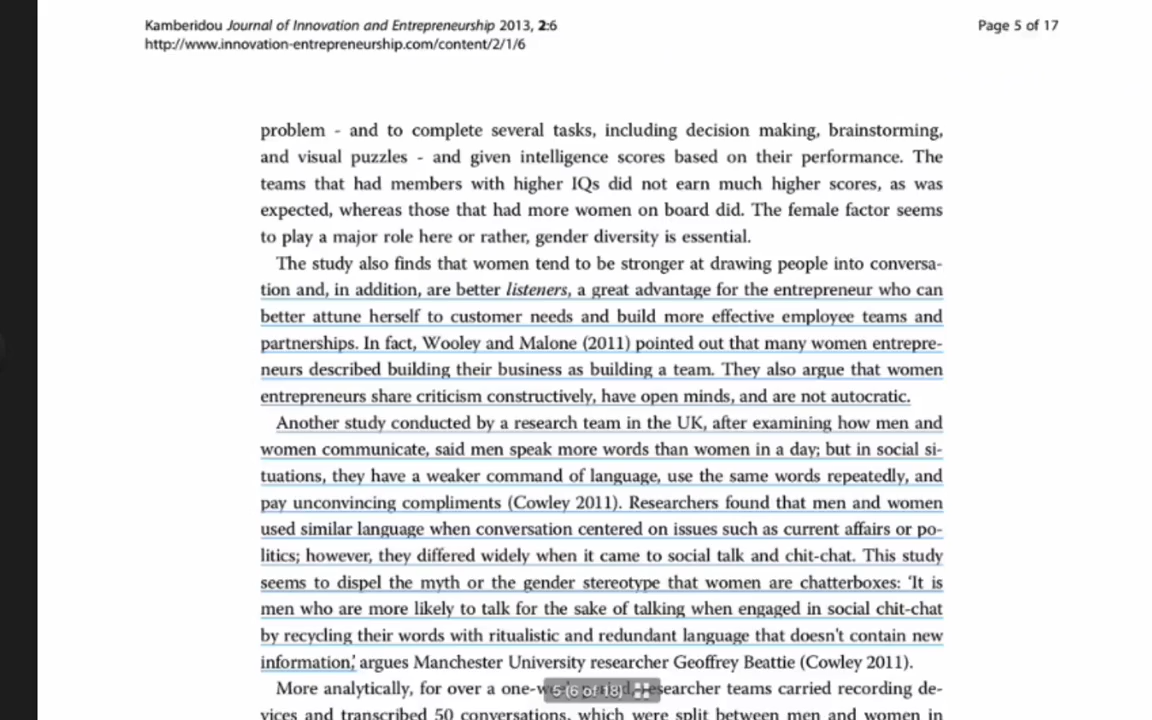 Kamberidou Journal of Innovation and Entrepreneurship 2013, 2:6
Page 5 of 17
http://www.innovation-entrepreneurship.com/content/2/1/6
problem - and to complete several tasks, including decision making, brainstorming,
and visual puzzles - and given intelligence scores based on their performance. The
teams that had members with higher IQs did not earn much higher scores, as was
expected, whereas those that had more women on board did. The female factor seems
to play a major role here or rather, gender diversity is essential.
The study also finds that women tend to be stronger at drawing people into conversa-
tion and, in addition, are better listeners, a great advantage for the entrepreneur who can
better attune herself to customer needs and build more effective employee teams and
partnerships. In fact, Wooley and Malone (2011) pointed out that many women entrepre-
neurs described building their business as building a team. They also argue that women
entrepreneurs share criticism constructively, have open minds, and are not autocratic.
Another study conducted by a research team in the UK, after examining how men and
women communicate, said men speak more words than women in a day; but in social si-
tuations, they have a weaker command of language, use the same words repeatedly, and
pay unconvincing compliments (Cowley 2011). Researchers found that men and women
used similar language when conversation centered on issues such as current affairs or po-
litics; however, they differed widely when it came to social talk and chit-chat. This study
seems to dispel the myth or the gender stereotype that women are chatterboxes: 'It is
men who are more likely to talk for the sake of talking when engaged in social chit-chat
by recycling their words with ritualistic and redundant language that doesn't contain new
information,' argues Manchester University researcher Geoffrey Beattie (Cowley 2011).
More analytically, for over a one- researcher teams carried recording de-
5 (6 of 18)
vices and transcribed 50 conversations, which were split between men and women in